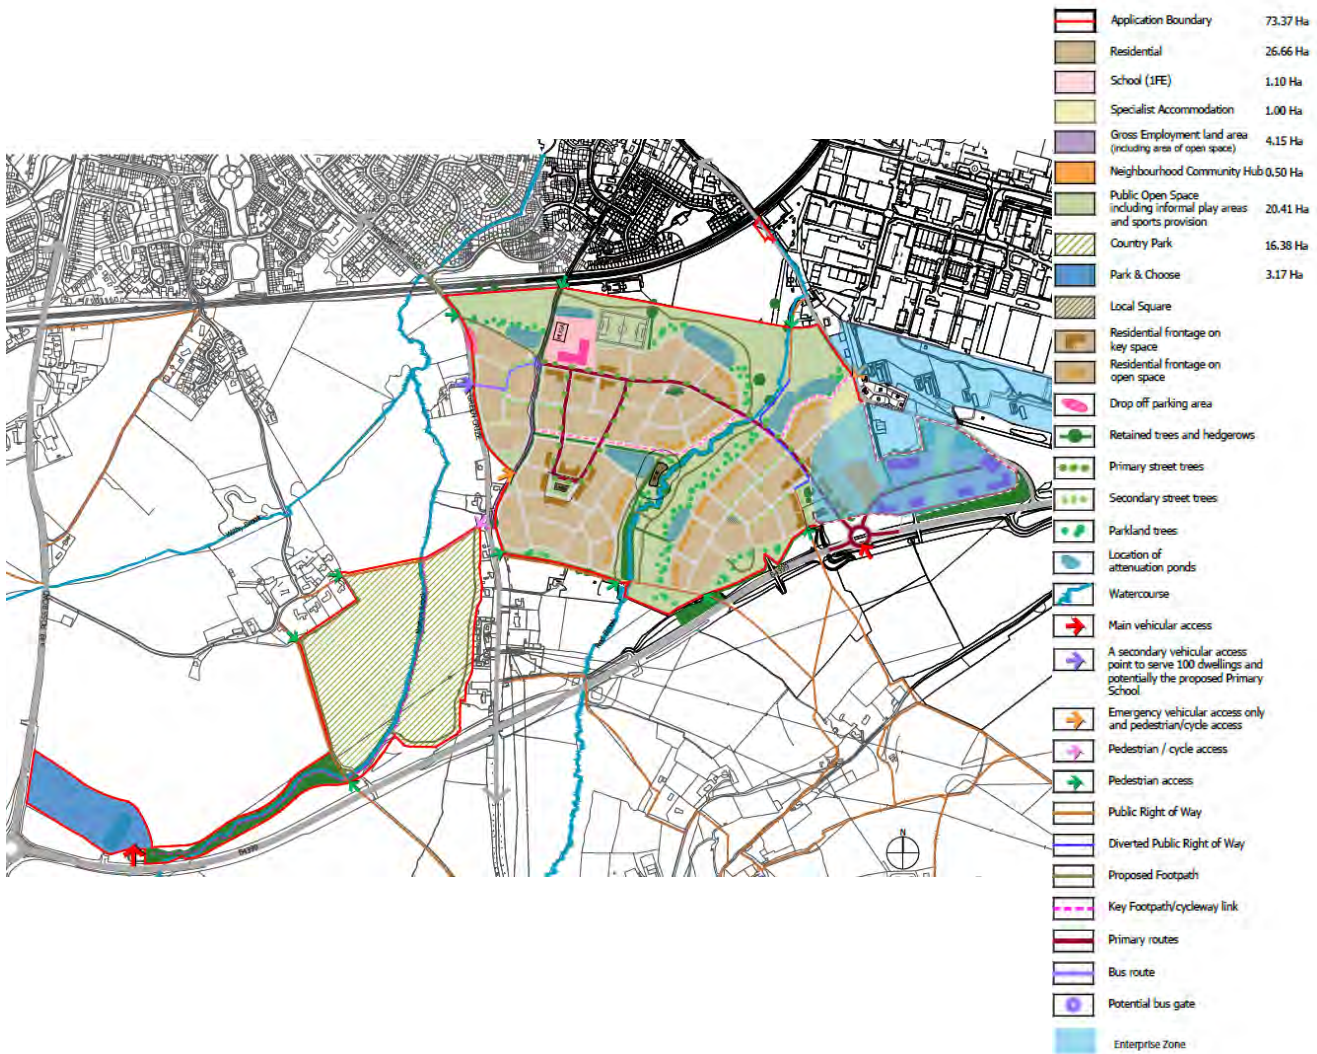 Application Boundary 73.37 Ha
Residential 26.66 Ha
School (1FE) 1.10 Ha
Specialist Accommodation 1.00 Ha
Gross Employment land area
(including area of open space) 4.15 Ha
Neighbourhood Community Hub 0.50 Ha
Public Open Space
including informal play areas 20.41 Ha
and sports provision
Country Park 16.38 Ha
Park & Choose 3.17 Ha
Local Square
Residential frontage on
key space
Residential frontage on
open space
Drop off parking area
Retained trees and hedgerows
Primary street trees
Secondary street trees
Parkland trees
Location of
attenuation ponds
Watercourse
Main vehicular access
A secondary vehicular access
point to serve 100 dwellings and
potentially the proposed Primary
School
Emergency vehicular access only
and pedestrian/cycle access
Pedestrian / cycle access
Pedestrian access
Public Right of Way
Diverted Public Right of Way
Proposed Footpath
Key Footpath/cycleway link
Primary routes
Bus route
Potential bus gate
Enterprise Zone
N